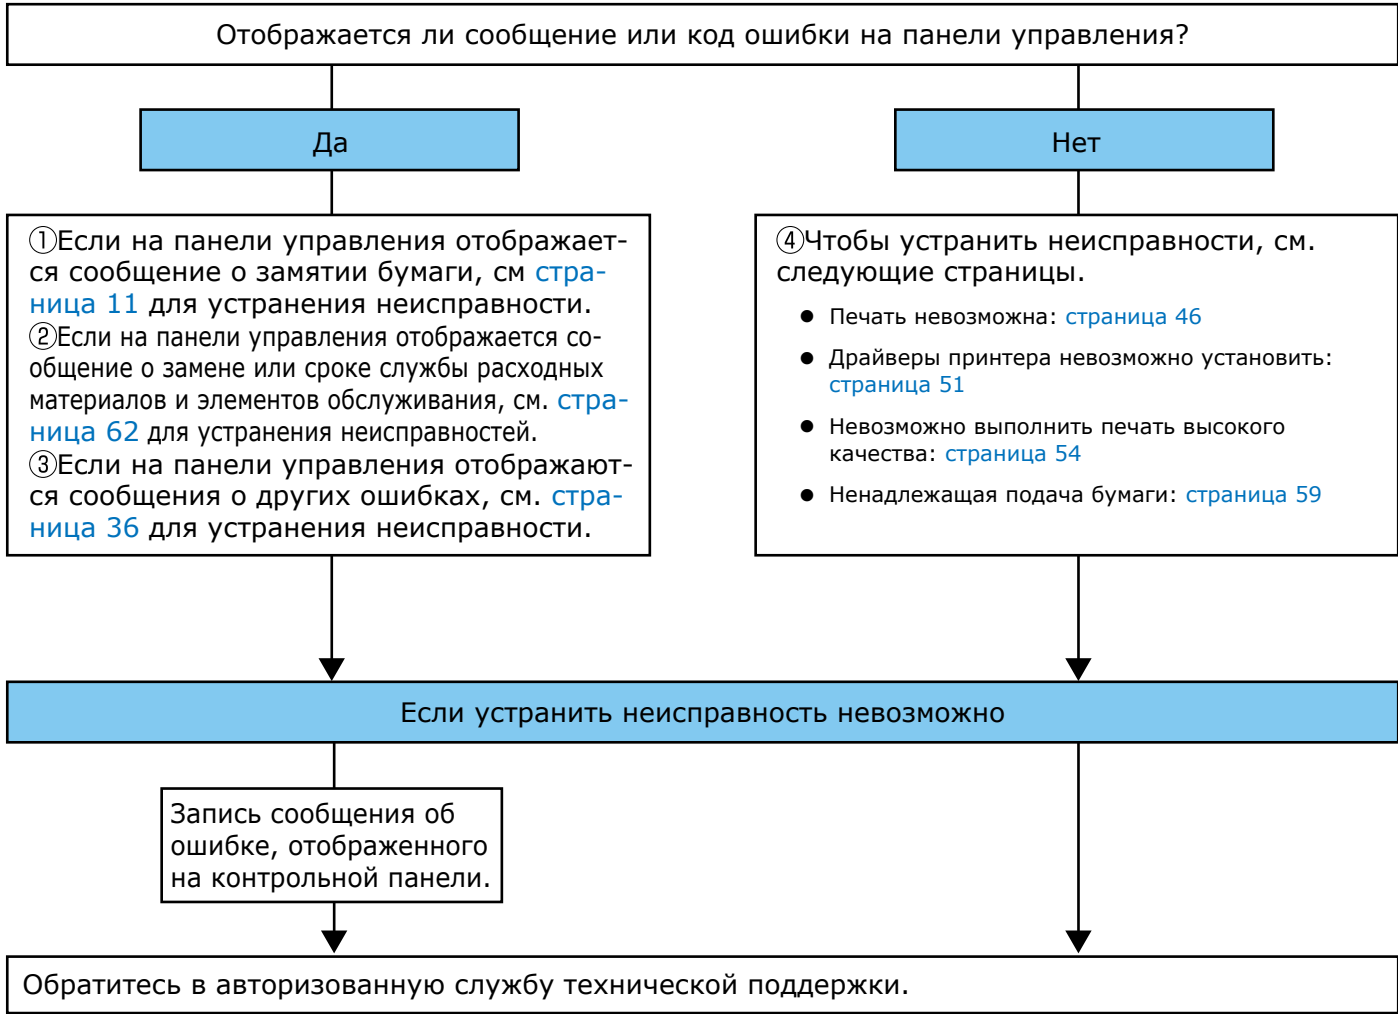 Отображается ли сообщение или код ошибки на панели управления?
Да
Нет
①Если на панели управления отображает-
ся сообщение о замятии бумаги, см стра-
ница 11 для устранения неисправности.
②Если на панели управления отображается со-
общение о замене или сроке службы расходных
материалов и элементов обслуживания, см. стра-
ница 62 для устранения неисправностей.
③Если на панели управления отображают-
ся сообщения о других ошибках, см. стра-
ница 36 для устранения неисправности.
④Чтобы устранить неисправности, см.
следующие страницы.
● Печать невозможна: страница 46
● Драйверы принтера невозможно установить:
страница 51
● Невозможно выполнить печать высокого
качества: страница 54
● Ненадлежащая подача бумаги: страница 59
Если устранить неисправность невозможно
Запись сообщения об
ошибке, отображенного
на контрольной панели.
Обратитесь в авторизованную службу технической поддержки.